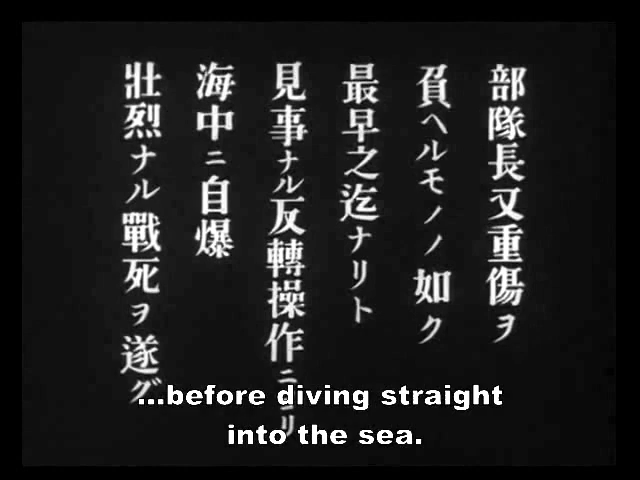 部隊長又重傷ヲ
負ヘルモノノ如ク
最早之迄ナリト
見事ナル反轉操作ニヨリ
海中ニ自爆
壯烈ナル戰死ヲ遂グ
...before diving straight
into the sea.